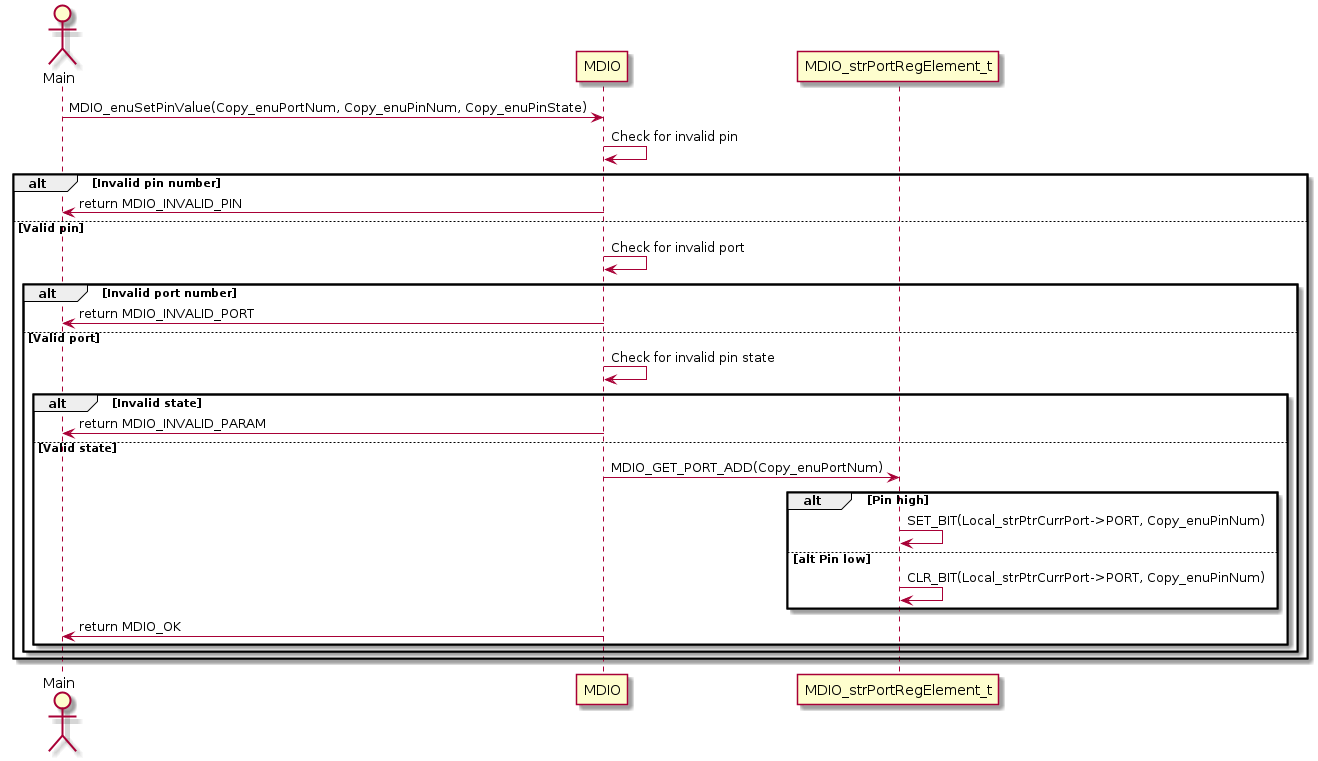 Main
MDIO
MDIO_strPortRegElement_t
MDIO_enuSetPinValue(Copy_enuPortNum, Copy_enuPinNum, Copy_enuPinState)
Check for invalid pin
alt [Invalid pin number]
return MDIO_INVALID_PIN
[Valid pin]
Check for invalid port
alt [Invalid port number]
return MDIO_INVALID_PORT
[Valid port]
Check for invalid pin state
alt [Invalid state]
return MDIO_INVALID_PARAM
[Valid state]
MDIO_GET_PORT_ADD(Copy_enuPortNum)
alt [Pin high]
SET_BIT(Local_strPtrCurrPort->PORT, Copy_enuPinNum)
[alt Pin low]
CLR_BIT(Local_strPtrCurrPort->PORT, Copy_enuPinNum)
return MDIO_OK
Main
MDIO
MDIO_strPortRegElement_t